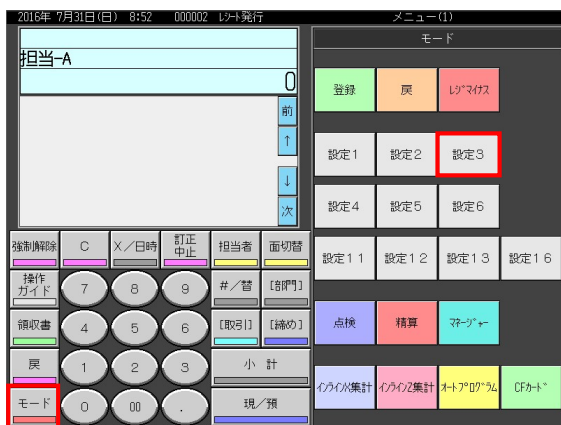 2016年 7月31日(日) 8:52 000002 ﾚｼｰﾄ発行 メニュー(1)
モード
担当-A
0
前
↑
↓
次
登録 戻 ﾚｼﾞﾏｲﾅｽ
設定1 設定2 設定3
設定4 設定5 設定6
設定11 設定12 設定13 設定16
点検 精算 ﾏﾈｰｼﾞｬｰ
ｲﾝﾗｲﾝX集計 ｲﾝﾗｲﾝZ集計 ｵｰﾄﾌﾟﾛｸﾞﾗﾑ CFｶｰﾄﾞ
強制解除 C X/日時 訂正中止 担当者 面切替
操作ガイド 7 8 9 #/替 [部門]
領収書 4 5 6 [取引] [締め]
戻 1 2 3 小 計
モード 0 00 . 現/預